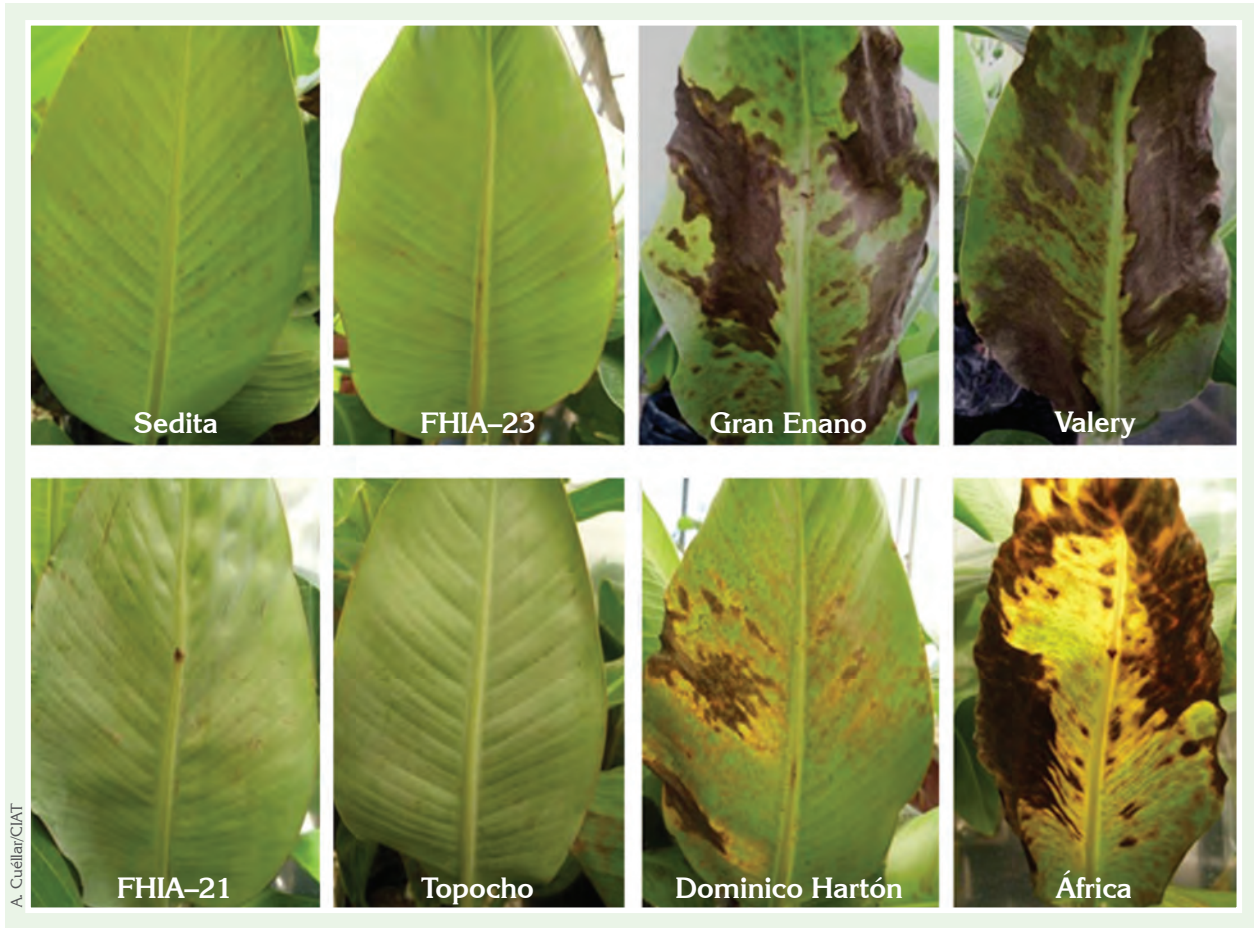 Sedita
FHIA–23
Gran Enano
Valery
FHIA–21
Topocho
Dominico Hartón
África
A. Cuéllar/CIAT